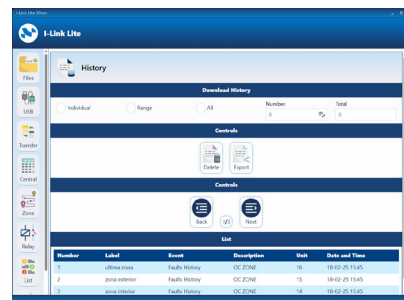 I-Link Lite Silver
I-Link Lite
Files
USB
Transfer
Central
Zone
Relay
List
History
Download History
Individual Range All
Number Total
0 0
Controls
Delete Export
Controls
Back 1/5 Next
List
Number Label Event Description Unit Date and Time
1 ultima zona Faults History OC ZONE 16 18-02-25 15:45
2 zona exterior Faults History OC ZONE 15 18-02-25 15:45
3 zona interior Faults History OC ZONE 14 18-02-25 15:45